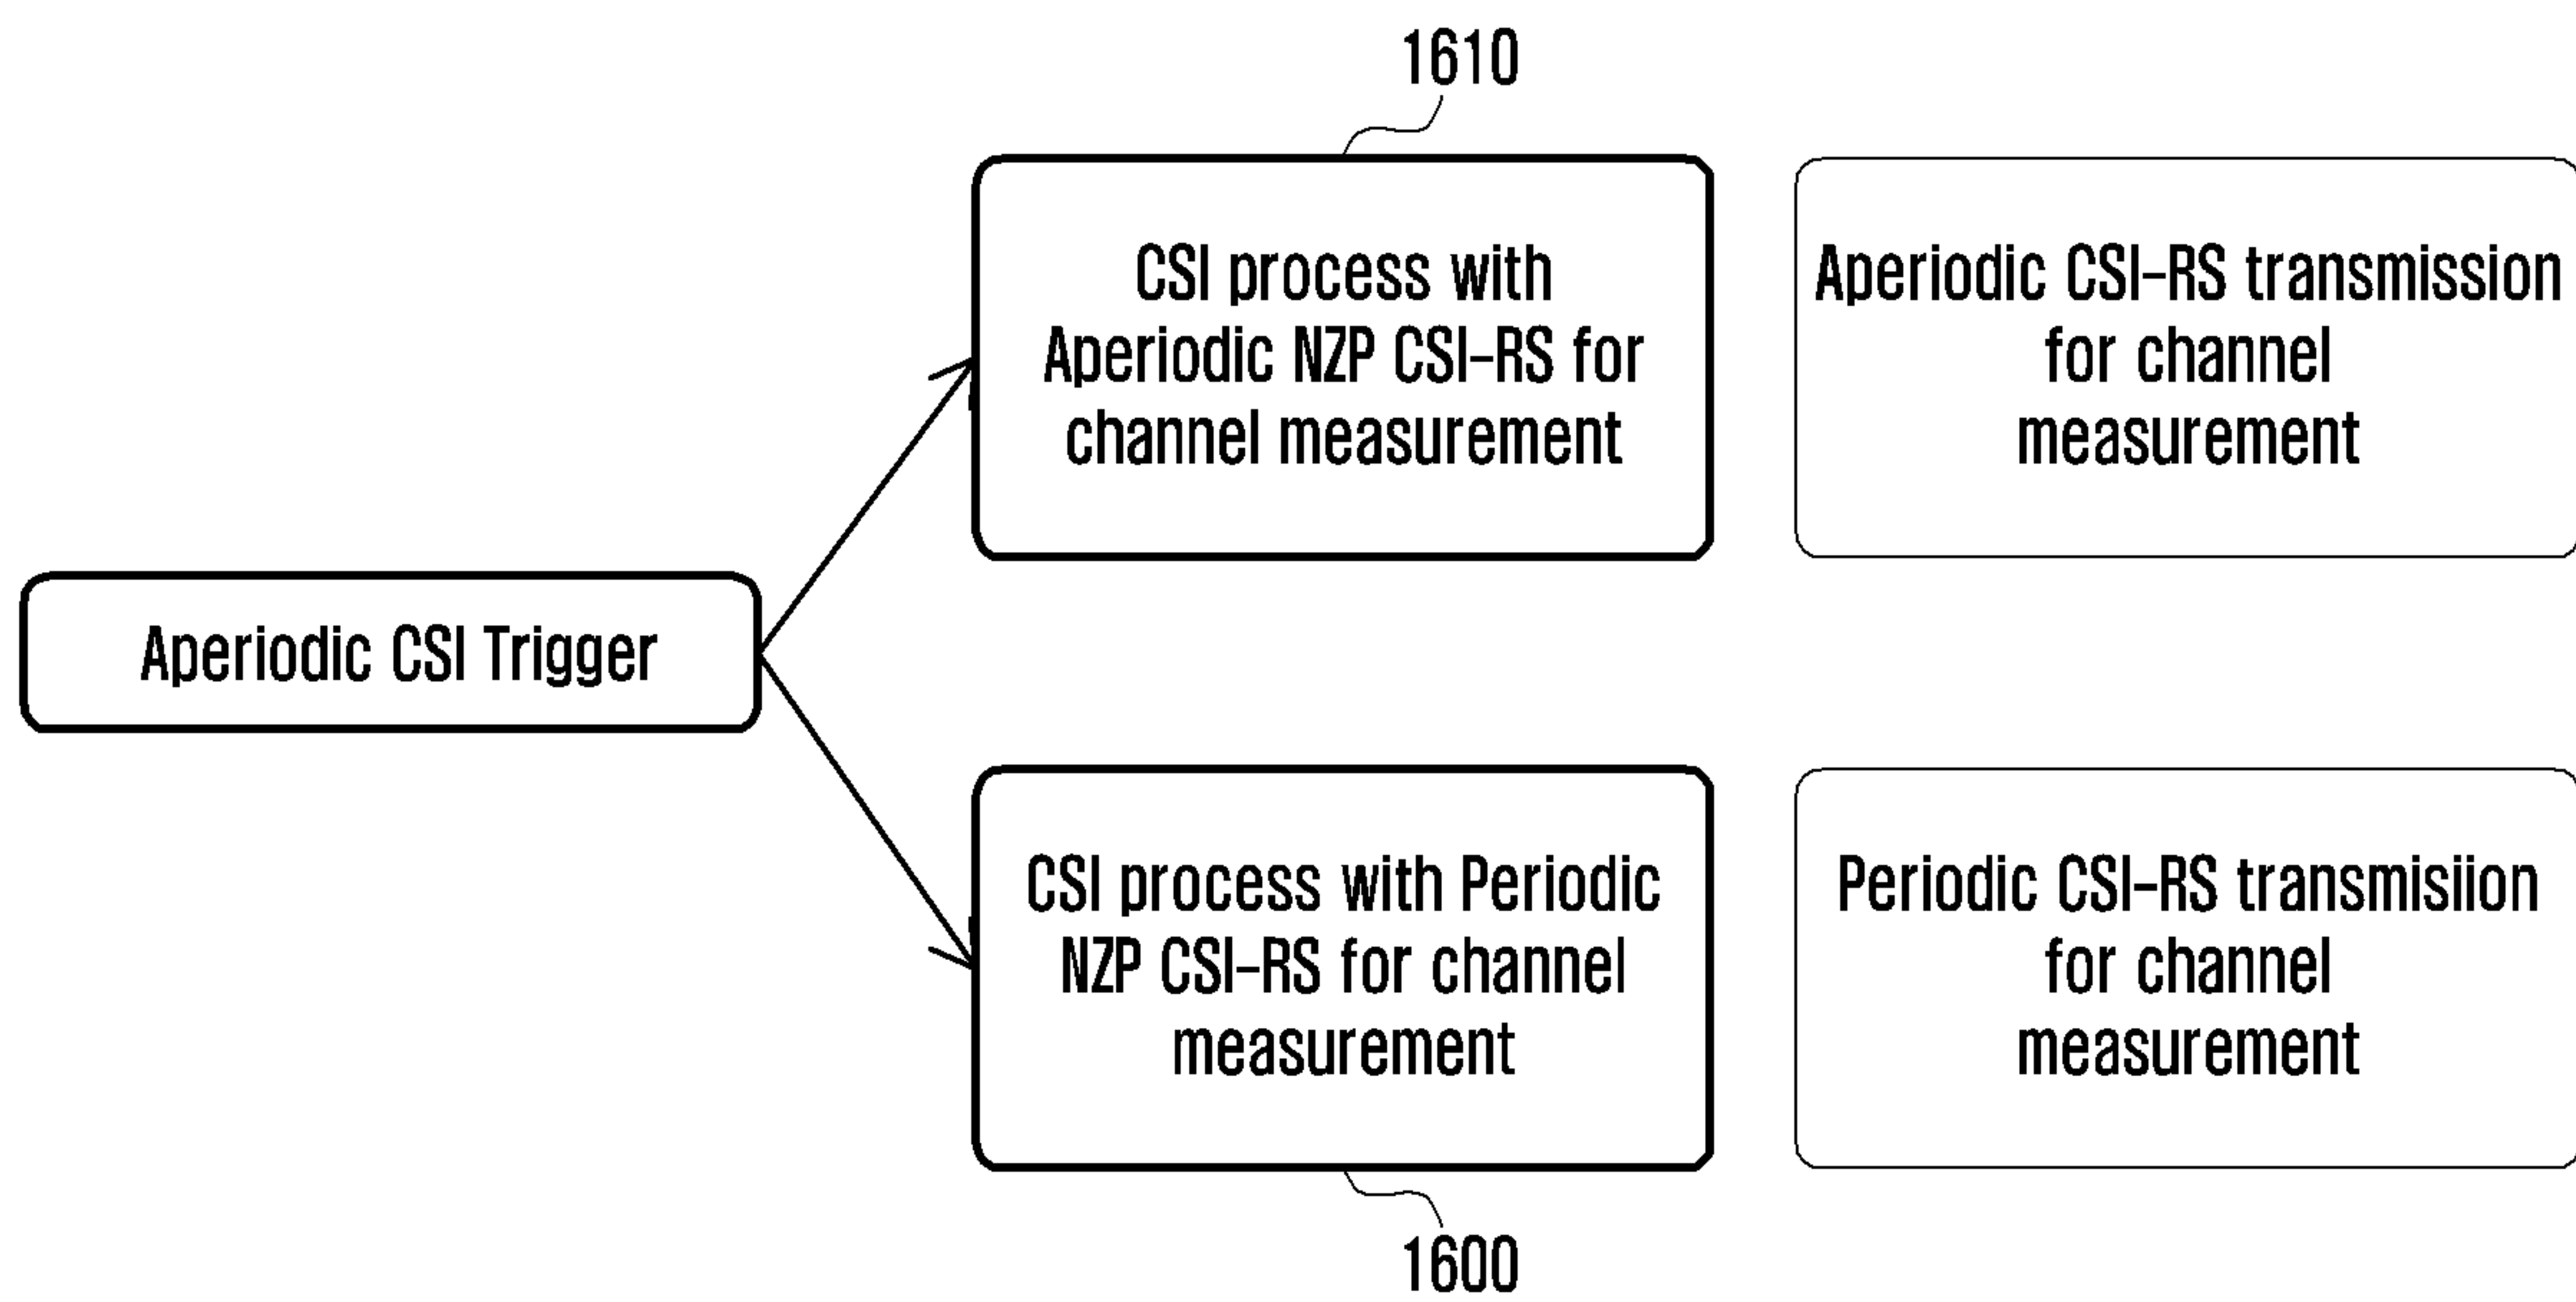 1610
CSI process with
Aperiodic NZP CSI-RS for
channel measurement
Aperiodic CSI-RS transmission
for channel
measurement
Aperiodic CSI Trigger
CSI process with Periodic
NZP CSI-RS for channel
measurement
Periodic CSI-RS transmisiion
for channel
measurement
1600